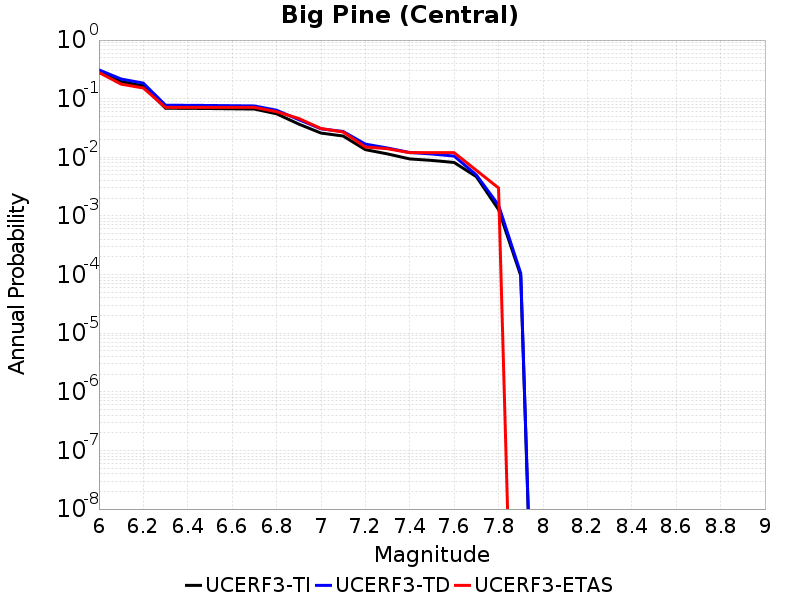 Big Pine (Central)
Annual Probability
10^0
10^-1
10^-2
10^-3
10^-4
10^-5
10^-6
10^-7
10^-8
6 6.2 6.4 6.6 6.8 7 7.2 7.4 7.6 7.8 8 8.2 8.4 8.6 8.8 9
Magnitude
UCERF3-TI UCERF3-TD UCERF3-ETAS